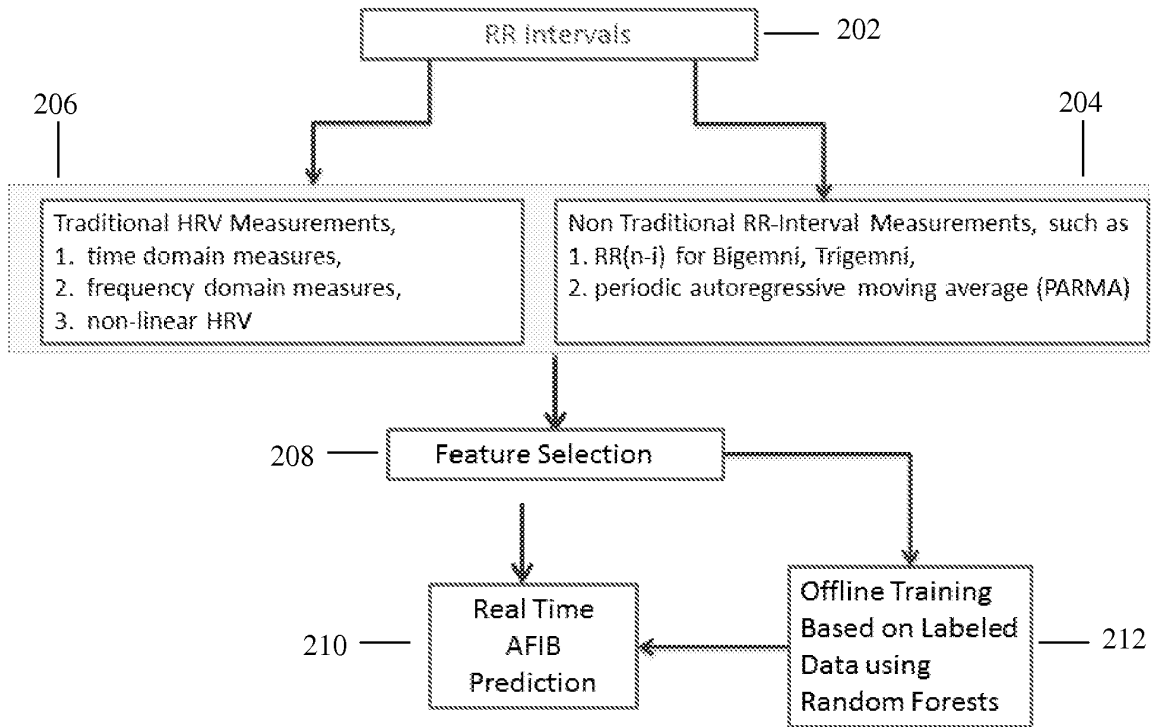 RR Intervals
202
206
204
Traditional HRV Measurements,
1. time domain measures,
2. frequency domain measures,
3. non-linear HRV
Non Traditional RR-Interval Measurements, such as
1. RR(n-i) for Bigemni, Trigemni,
2. periodic autoregressive moving average (PARMA)
208
Feature Selection
210
Real Time
AFIB
Prediction
Offline Training
Based on Labeled
Data using
Random Forests
212